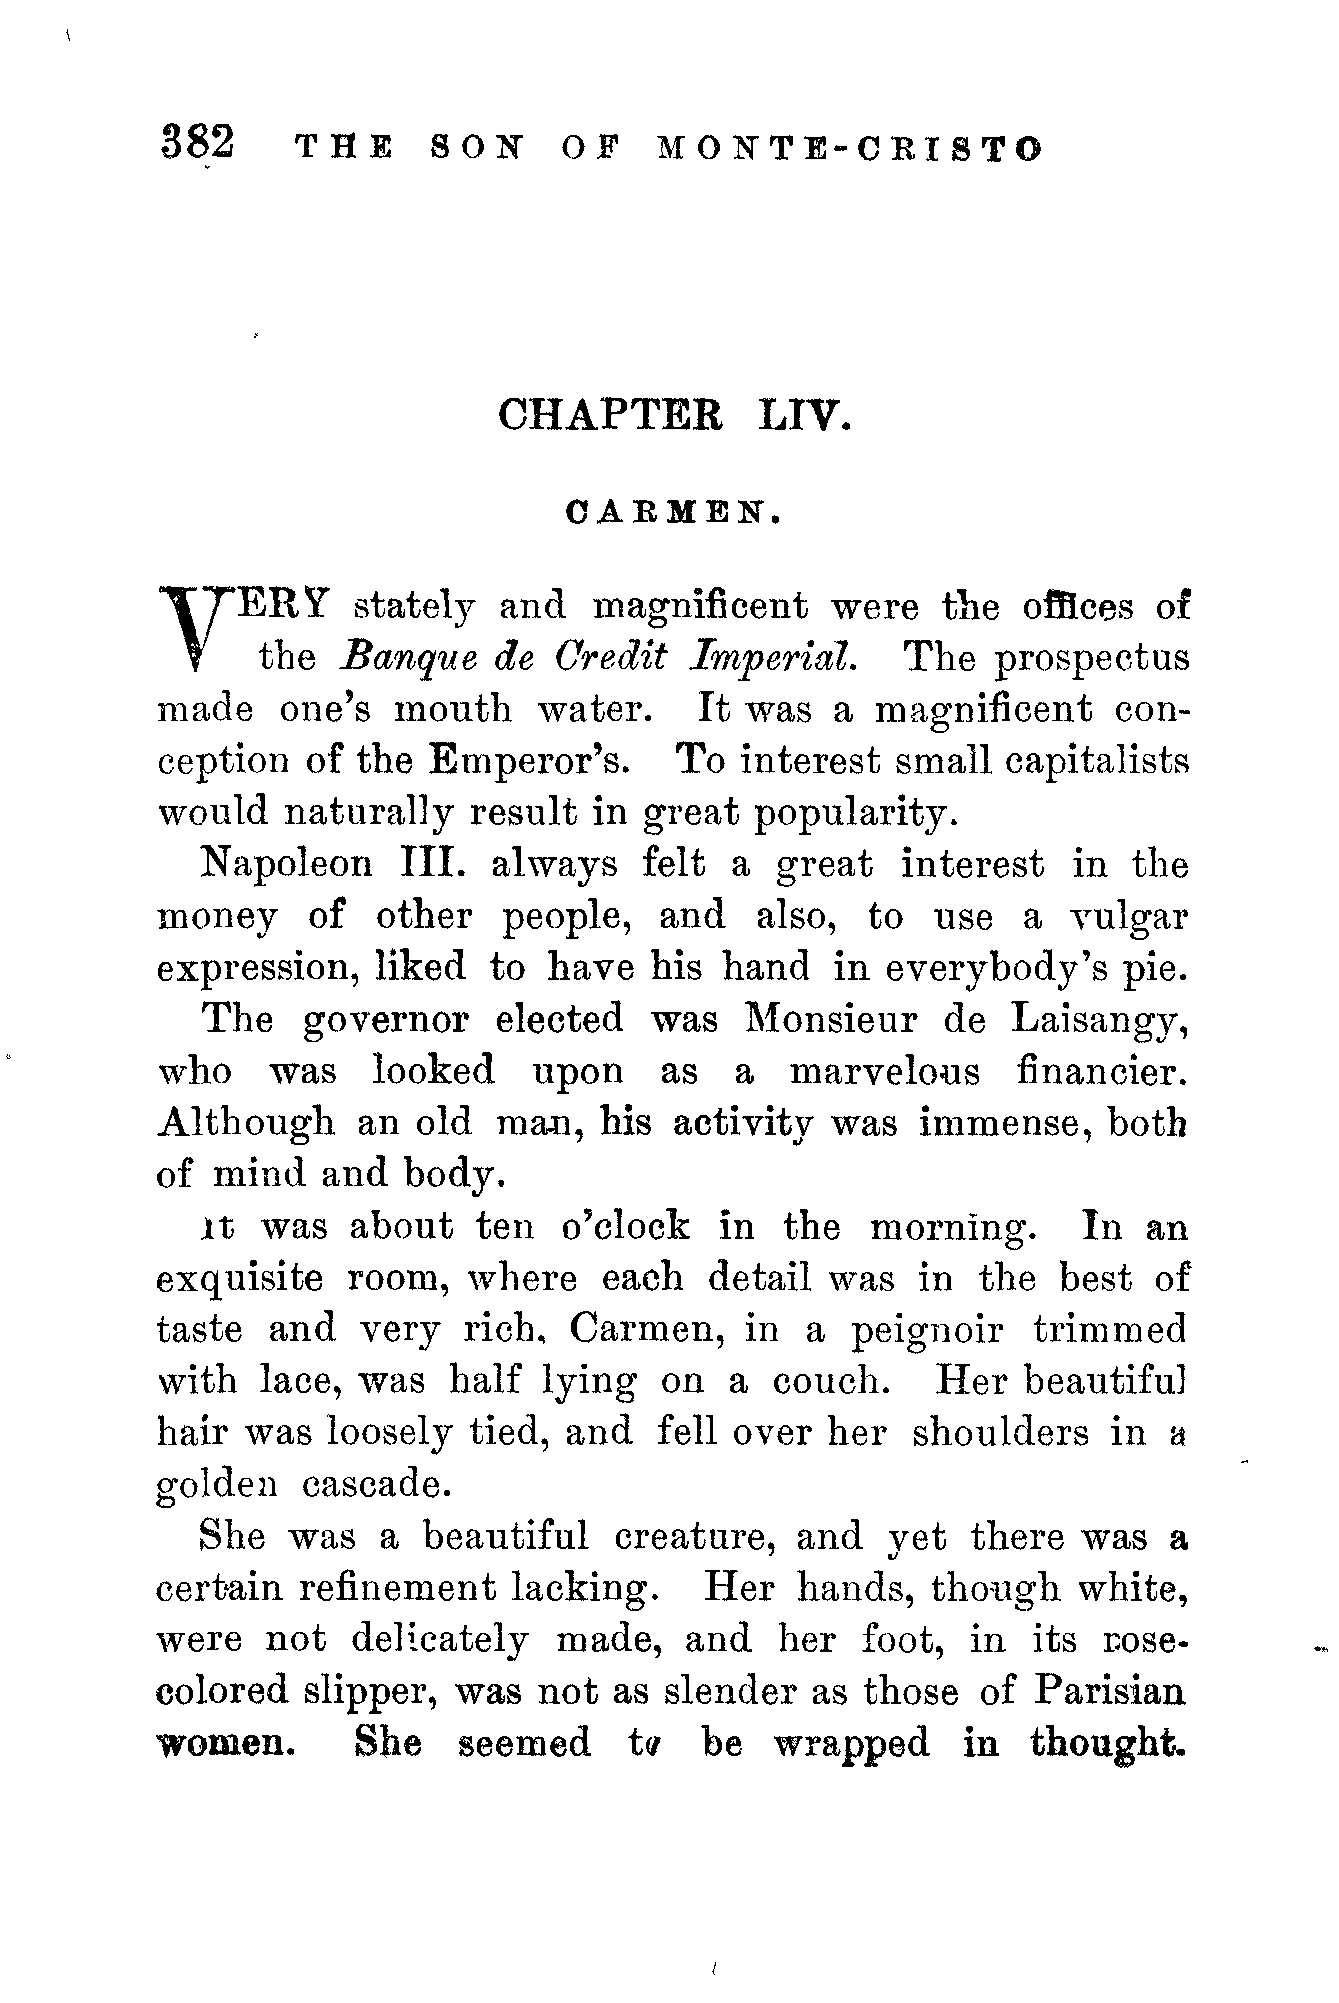 382 THE SON OF MONTE-CRISTO
CHAPTER LIV.
CARMEN.
VERY stately and magnificent were the offices of
the Banque de Credit Imperial. The prospectus
made one's mouth water. It was a magnificent con-
ception of the Emperor's. To interest small capitalists
would naturally result in great popularity.
Napoleon III. always felt a great interest in the
money of other people, and also, to use a vulgar
expression, liked to have his hand in everybody's pie.
The governor elected was Monsieur de Laisangy,
who was looked upon as a marvelous financier.
Although an old man, his activity was immense, both
of mind and body.
It was about ten o'clock in the morning. In an
exquisite room, where each detail was in the best of
taste and very rich, Carmen, in a peignoir trimmed
with lace, was half lying on a couch. Her beautiful
hair was loosely tied, and fell over her shoulders in a
golden cascade.
She was a beautiful creature, and yet there was a
certain refinement lacking. Her hands, though white,
were not delicately made, and her foot, in its rose-
colored slipper, was not as slender as those of Parisian
women. She seemed to be wrapped in thought.